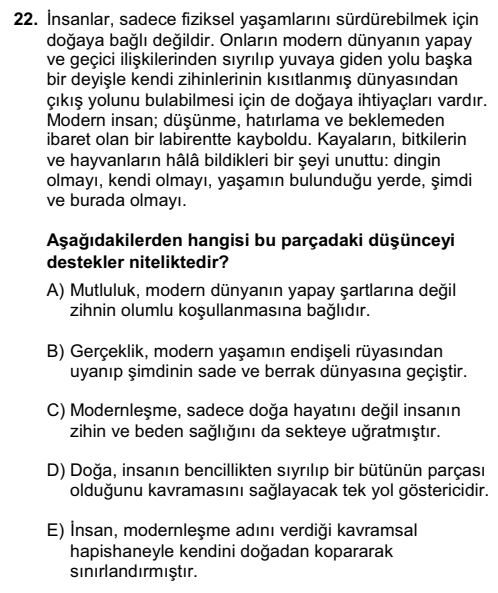 22. İnsanlar, sadece fiziksel yaşamlarını sürdürebilmek için
doğaya bağlı değildir. Onların modern dünyanın yapay
ve geçici ilişkilerinden sıyrılıp yuvaya giden yolu başka
bir deyişle kendi zihinlerinin kısıtlanmış dünyasından
çıkış yolunu bulabilmesi için de doğaya ihtiyaçları vardır.
Modern insan; düşünme, hatırlama ve beklemeden
ibaret olan bir labirentte kayboldu. Kayaların, bitkilerin
ve hayvanların hâlâ bildikleri bir şeyi unuttu: dingin
olmayı, kendi olmayı, yaşamın bulunduğu yerde, şimdi
ve burada olmayı.
Aşağıdakilerden hangisi bu parçadaki düşünceyi
destekler niteliktedir?
A) Mutluluk, modern dünyanın yapay şartlarına değil
zihnin olumlu koşullanmasına bağlıdır.
B) Gerçeklik, modern yaşamın endişeli rüyasından
uyanıp şimdinin sade ve berrak dünyasına geçiştir.
C) Modernleşme, sadece doğa hayatını değil insanın
zihin ve beden sağlığını da sekteye uğratmıştır.
D) Doğa, insanın bencillikten sıyrılıp bir bütünün parçası
olduğunu kavramasını sağlayacak tek yol göstericidir.
E) İnsan, modernleşme adını verdiği kavramsal
hapishaneyle kendini doğadan kopararak
sınırlandırmıştır.